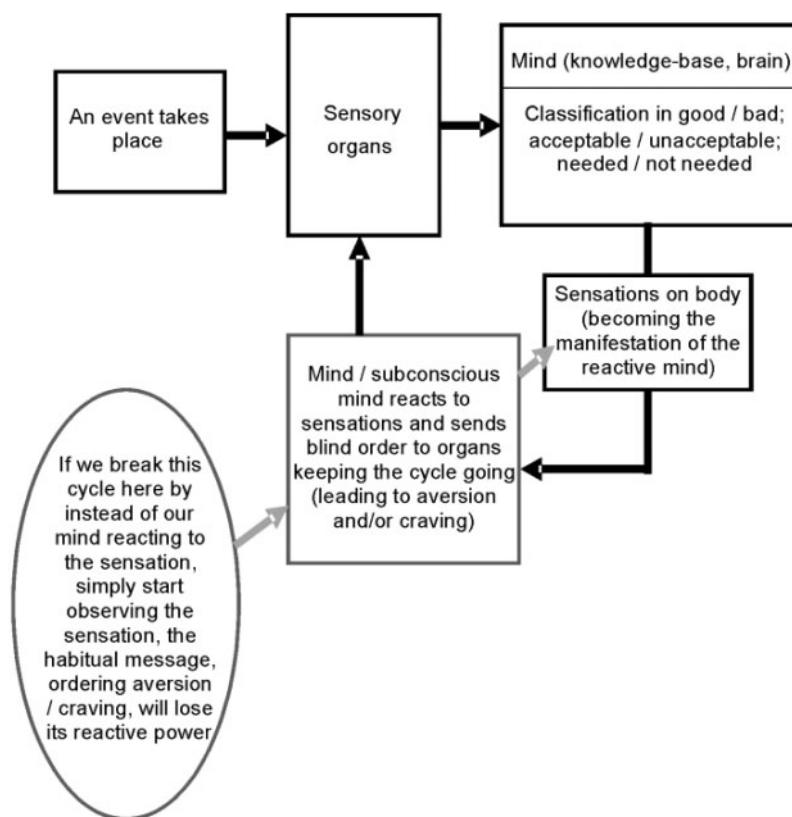 An event takes
place
Sensory
organs
Mind (knowledge-base, brain)
Classification in good / bad;
acceptable / unacceptable;
needed / not needed
Sensations on body
(becoming the
manifestation of the
reactive mind)
Mind / subconscious
mind reacts to
sensations and sends
blind order to organs
keeping the cycle going
(leading to aversion
and/or craving)
If we break this
cycle here by
instead of our
mind reacting to
the sensation,
simply start
observing the
sensation, the
habitual message,
ordering aversion
/ craving, will lose
its reactive power